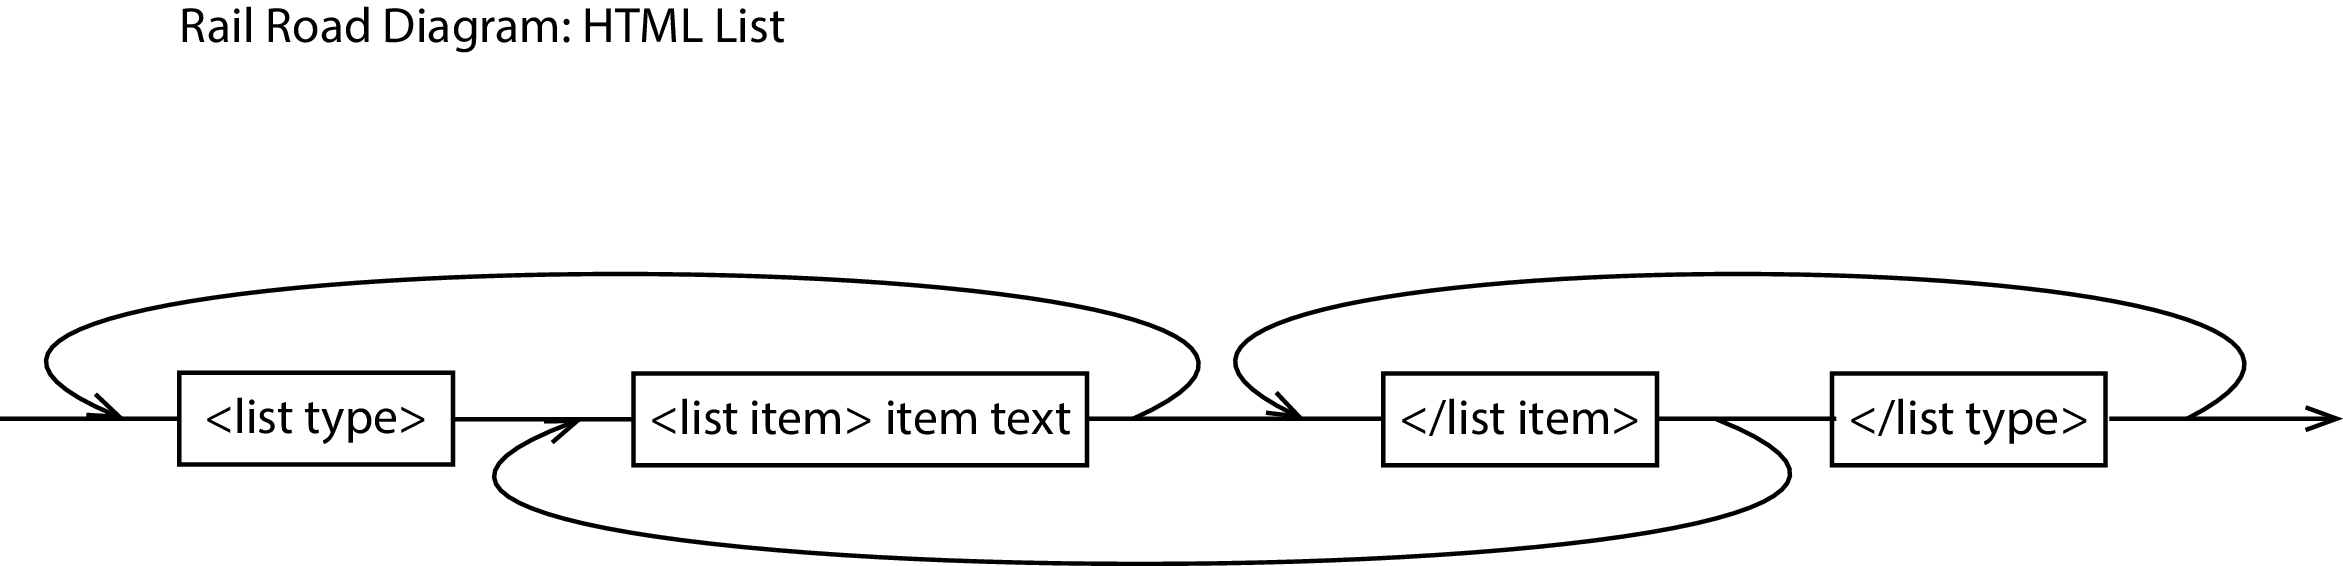 Rail Road Diagram: HTML List
<list type>
<list item> item text
</list item>
</list type>